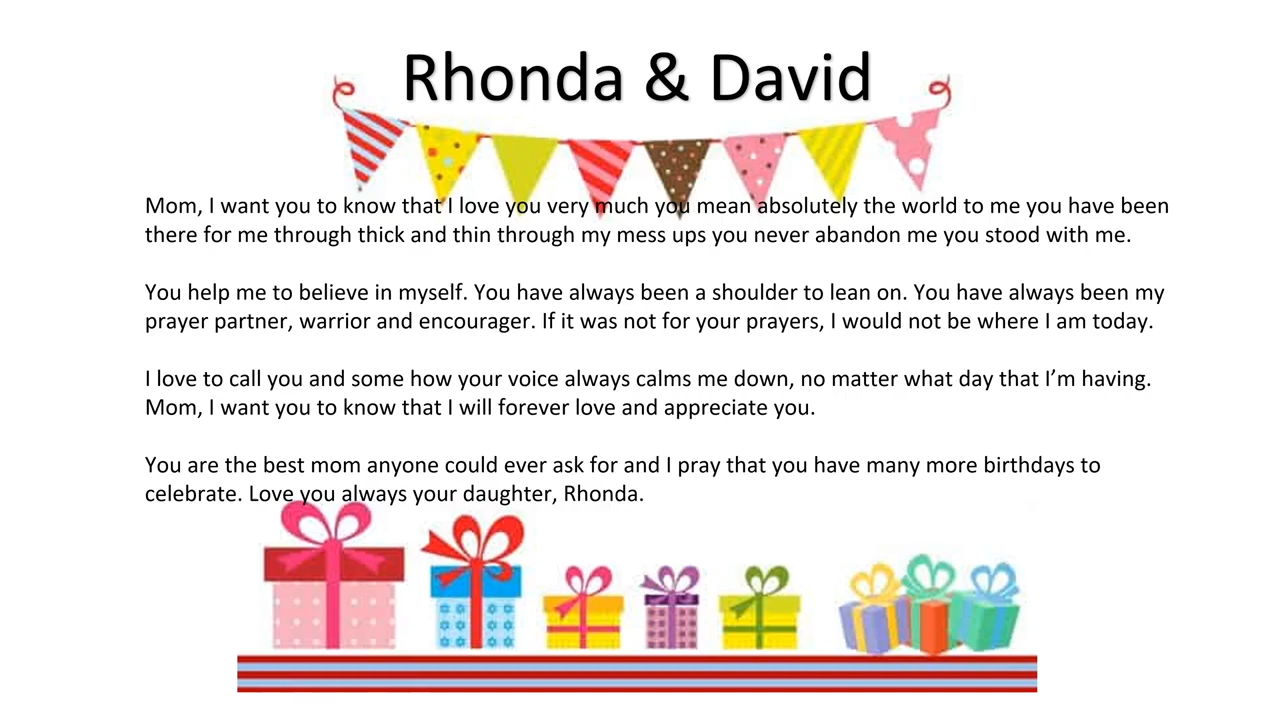 Rhonda & David
Mom, I want you to know that I love you very much you mean absolutely the world to me you have been
there for me through thick and thin through my mess ups you never abandon me you stood with me.
You help me to believe in myself. You have always been a shoulder to lean on. You have always been my
prayer partner, warrior and encourager. If it was not for your prayers, I would not be where I am today.
I love to call you and some how your voice always calms me down, no matter what day that I’m having.
Mom, I want you to know that I will forever love and appreciate you.
You are the best mom anyone could ever ask for and I pray that you have many more birthdays to
celebrate. Love you always your daughter, Rhonda.